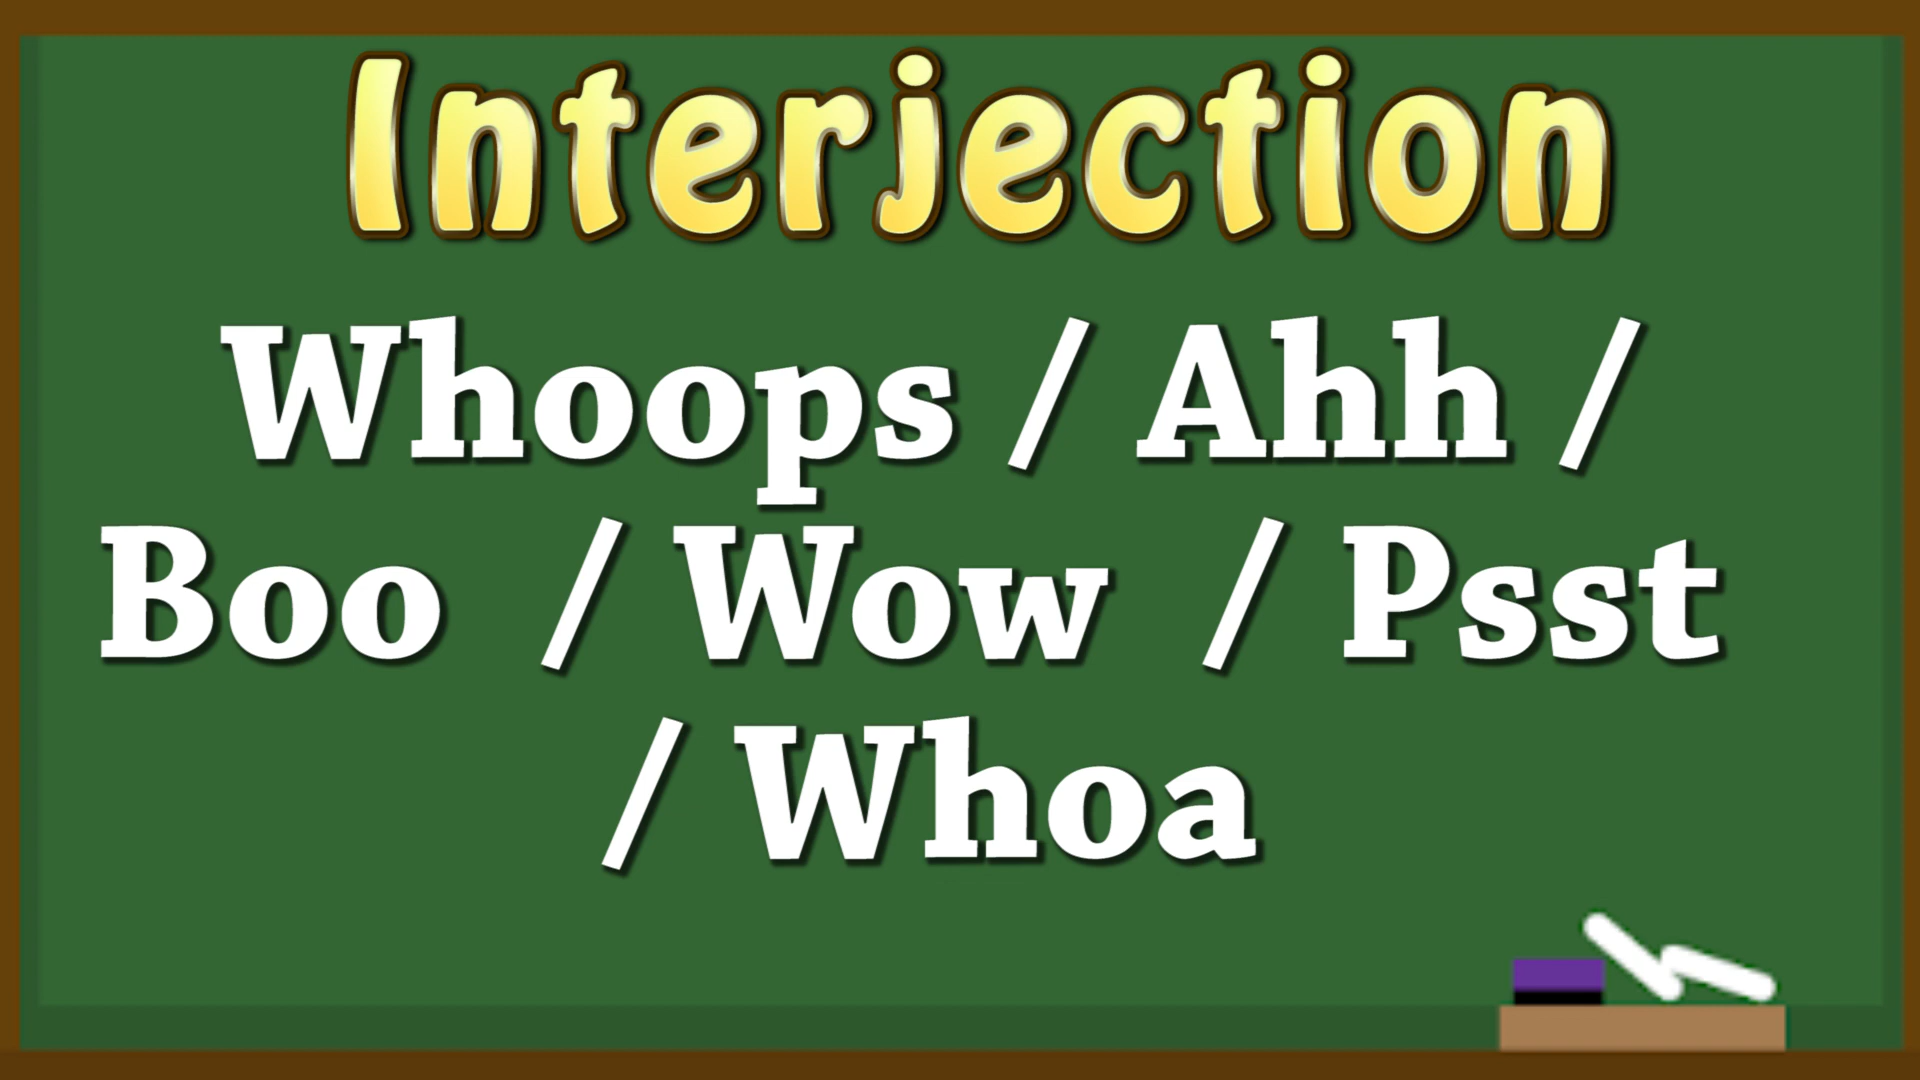 Interjection
Whoops / Ahh /
Boo / Wow / Psst
/ Whoa